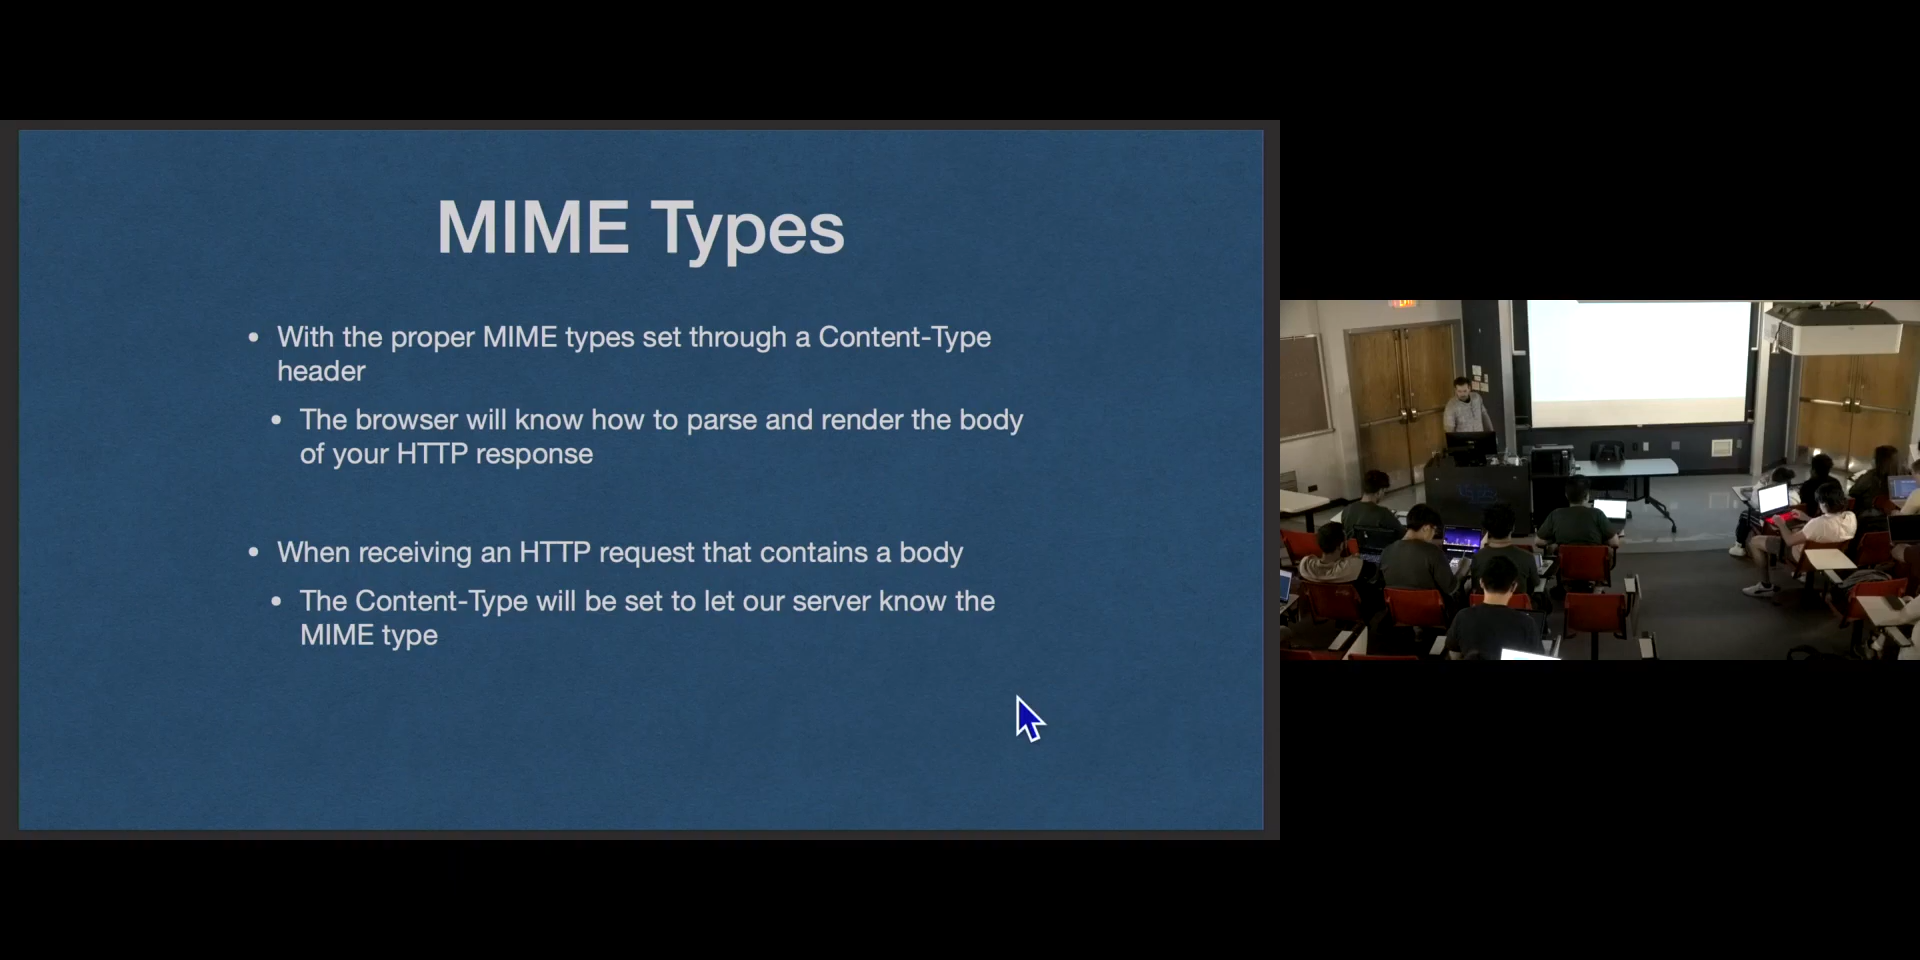 MIME Types
• With the proper MIME types set through a Content-Type
header
• The browser will know how to parse and render the body
of your HTTP response
• When receiving an HTTP request that contains a body
• The Content-Type will be set to let our server know the
MIME type